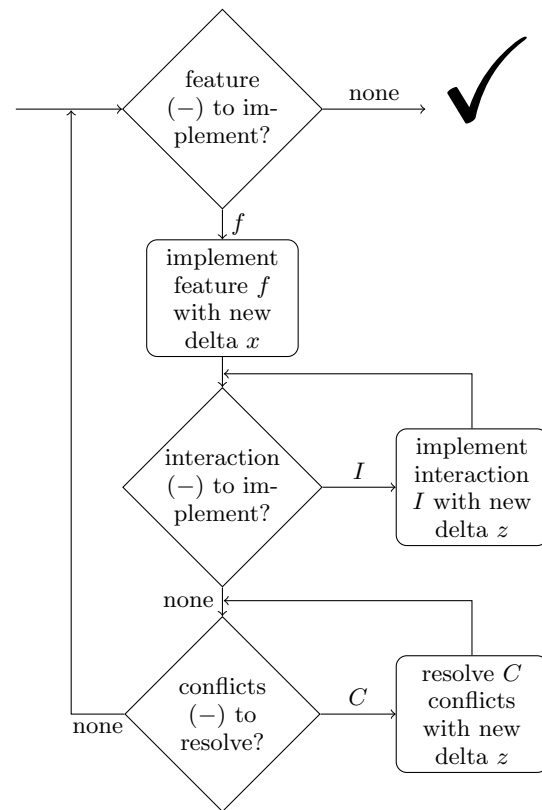 feature
(−) to im-
plement?
none
f
implement
feature f
with new
delta x
interaction
(−) to im-
plement?
I
implement
interaction
I with new
delta z
none
conflicts
(−) to
resolve?
C
resolve C
conflicts
with new
delta z
none